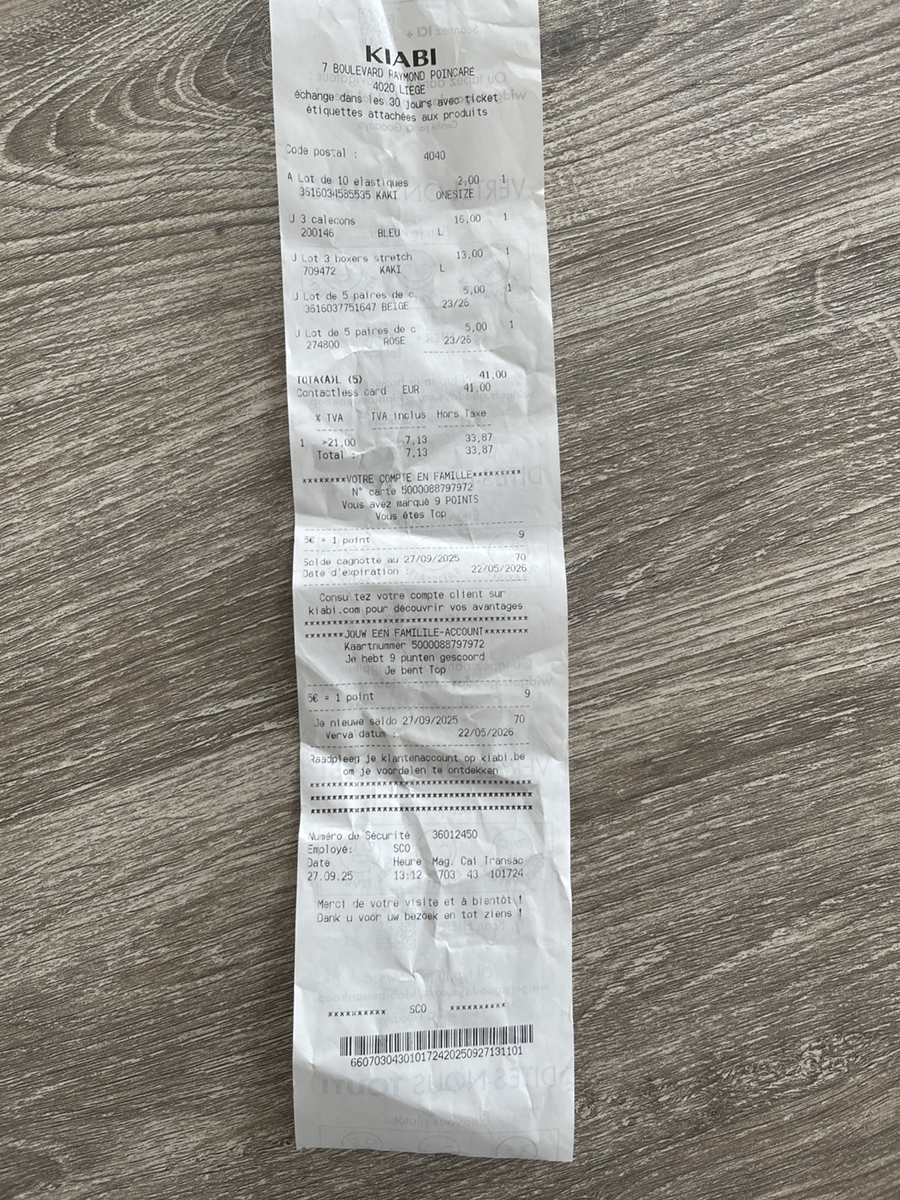 KIABI
7 BOULEVARD RAYMOND POINCARE
4020 LIEGE
échange dans les 30 jours avec ticket
étiquettes attachées aux produits
Code postal : 4040
A Lot de 10 elastiques 2,00 1
3616034585535 KAKI ONESIZE
J 3 calecons 16,00 1
200146 BLEU L
J Lot 3 boxers stretch 13,00 1
709472 KAKI L
J Lot de 5 paires de c 5,00 1
3616037751647 BEIGE 23/26
J Lot de 5 paires de c 5,00 1
274800 ROSE 23/26
TOTA(A)L (5) 41,00
Contactless card EUR 41,00
% TVA TVA inclus Hors Taxe
1 >21,00 7,13 33,87
Total : 7,13 33,87
********VOTRE COMPTE EN FAMILLE*********
N° carte 5000088797972
Vous avez marqué 9 POINTS
Vous êtes Top
3€ = 1 point 9
Solde cagnotte au 27/09/2025 70
Date d'expiration : 22/05/2026
Consu tez votre compte client sur
kiabi.com pour découvrir vos avantages
****************************************
*******JOUW EEN FAMILILE-ACCOUNT********
Kaartnummer 5000088797972
Je hebt 9 punten gescoord
Je bent Top
3€ = 1 point 9
Je nieuwe saldo 27/09/2025 70
Verva datum : 22/05/2026
Raadpleeg je klantenaccount op kiabi.be
om je voordelen te ontdekken
****************************************
****************************************
****************************************
Numéro de Sécurité 36012450
Employé: SCO
Date Heure Mag. Cai Transac
27.09.25 13:12 703 43 101724
Merci de votre visite et à bientôt !
Dank u voor uw bezoek en tot ziens !
********** SCO **********
66070304301017242025​0927131101